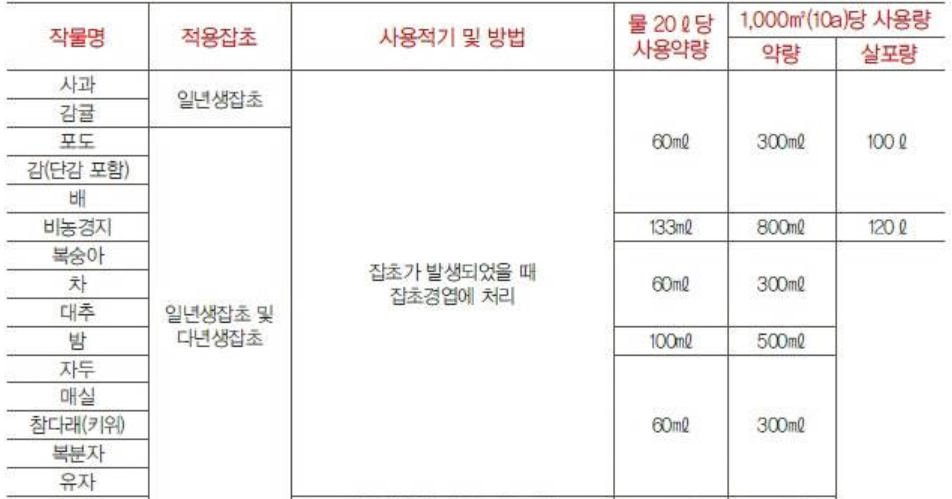 작물명 적용잡초 사용적기 및 방법 물 20ℓ당 사용약량 1,000㎡(10a)당 사용량
약량 살포량
사과 일년생잡초
감귤
포도 60㎖ 300㎖ 100ℓ
감(단감 포함)
배
비농경지 133㎖ 800㎖ 120ℓ
복숭아
잡초가 발생되었을 때
잡초경엽에 처리
차 60㎖ 300㎖
대추
일년생잡초 및
다년생잡초
밤 100㎖ 500㎖
자두
매실
참다래(키위) 60㎖ 300㎖
복분자
유자